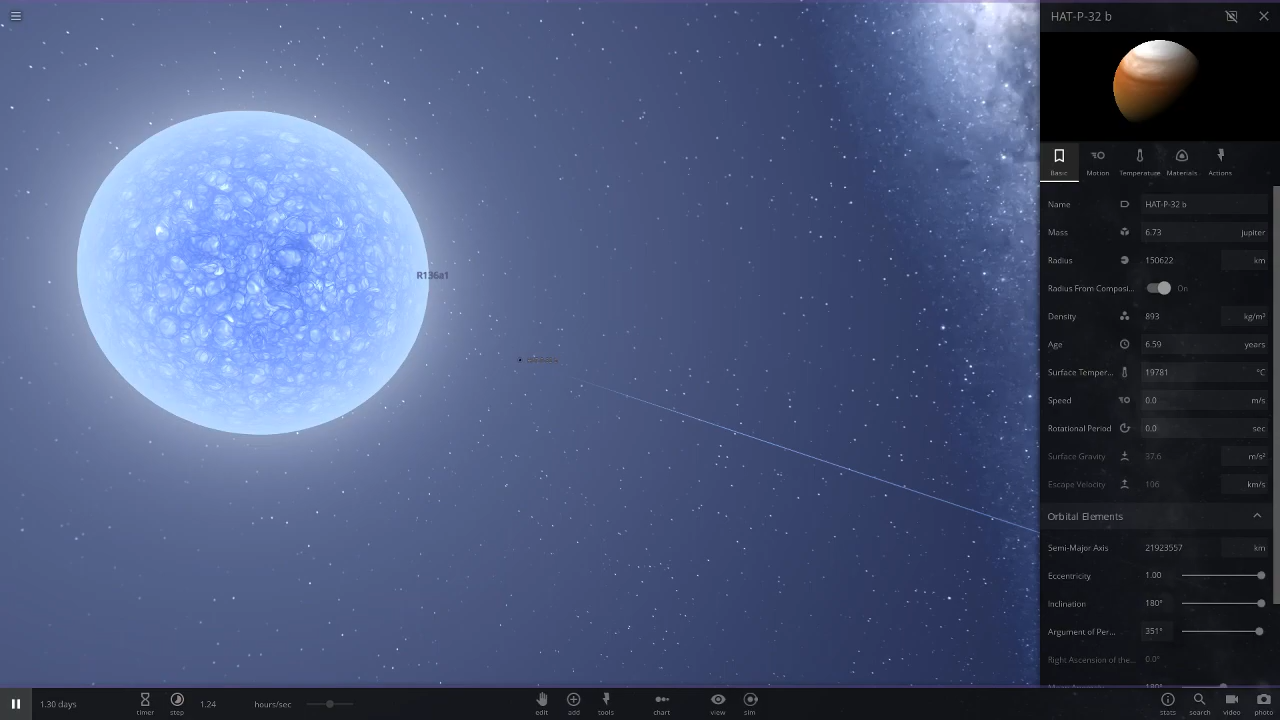 HAT-P-32 b
Basic Motion Temperature Materials Actions
Name HAT-P-32 b
Mass 6.73 jupiter
Radius 150622 km
Radius From Composi... On
Density 893 kg/m³
Age 6.59 years
Surface Temper... 19781 °C
Speed 0.0 m/s
Rotational Period 0.0 sec
Surface Gravity 37.6 m/s²
Escape Velocity 106 km/s
Orbital Elements
Semi-Major Axis 21923557 km
Eccentricity 1.00
Inclination 180°
Argument of Per... 351°
Right Ascension of the... 0.0°
R136a1
1.30 days
timer step 1.24 hours/sec
edit add tools chart view sim
stats search video photo